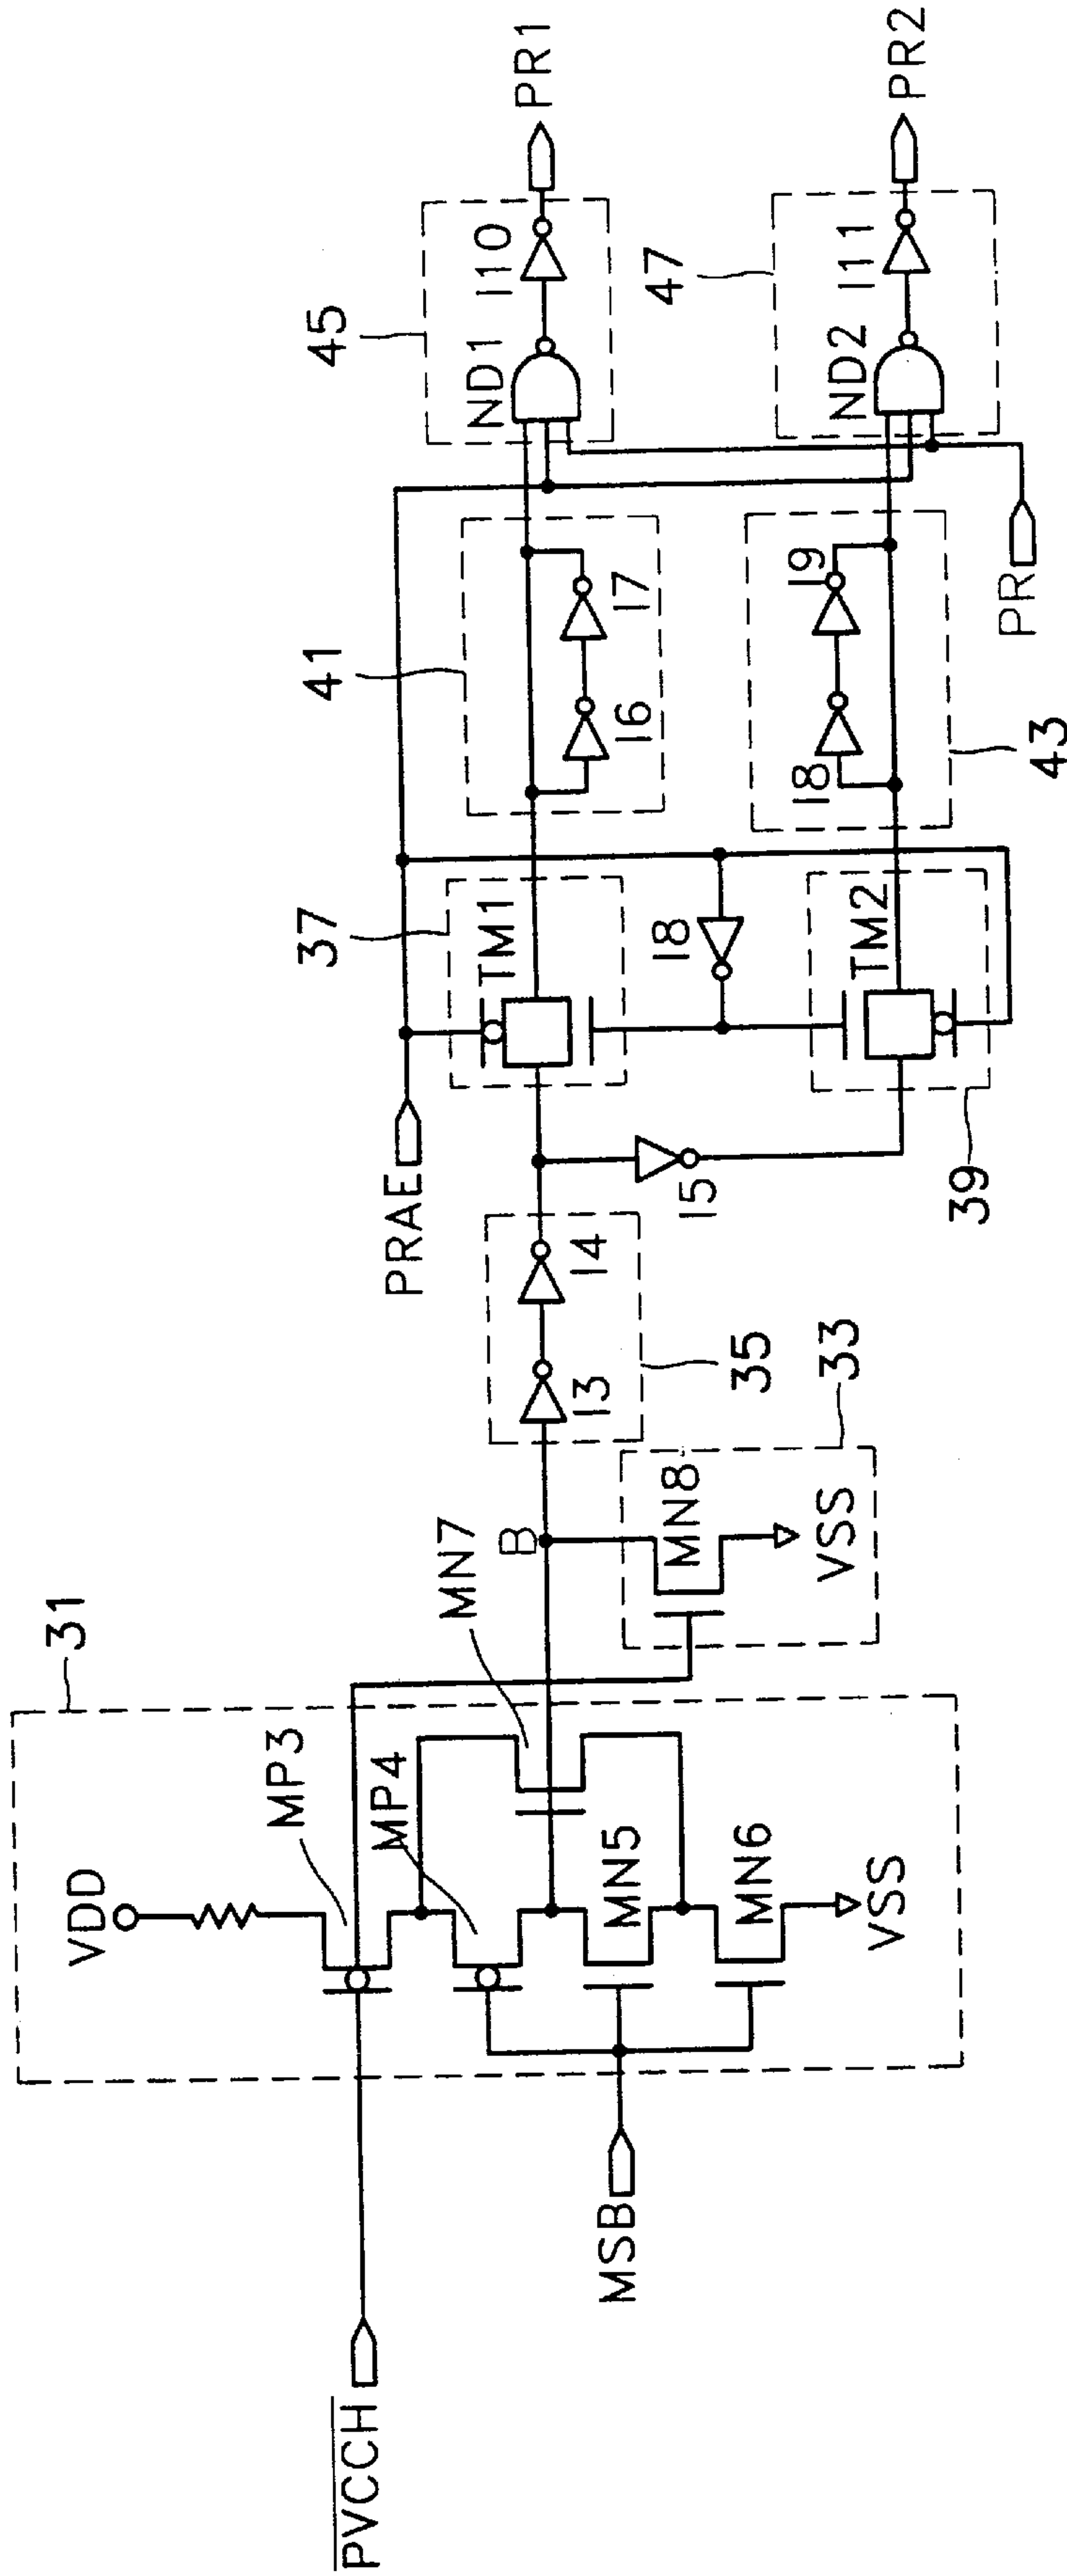 31
VDD
MP3
MP4
MN7
MN5
MN6
VSS
PVCCH
MSB
B
MN8
VSS
33
I3
I4
35
PRAE
I5
37
TM1
I8
TM2
39
41
I6
I7
I8
I9
43
45
ND1
I10
PR1
47
ND2
I11
PR2
PR